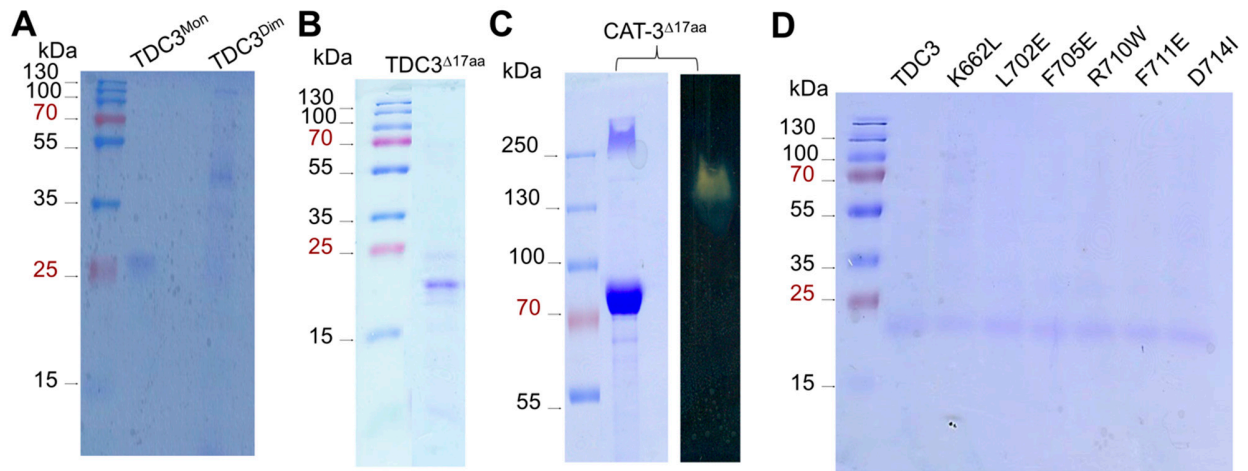 A
kDa
TDC3Mon
TDC3Dim
130
100
70
55
35
25
15
B
TDC3Δ17aa
130
100
70
55
35
25
15
C
CAT-3Δ17aa
kDa
250
130
100
70
55
D
TDC3
K662L
L702E
F705E
R710W
F711E
D714I
kDa
130
100
70
55
35
25
15